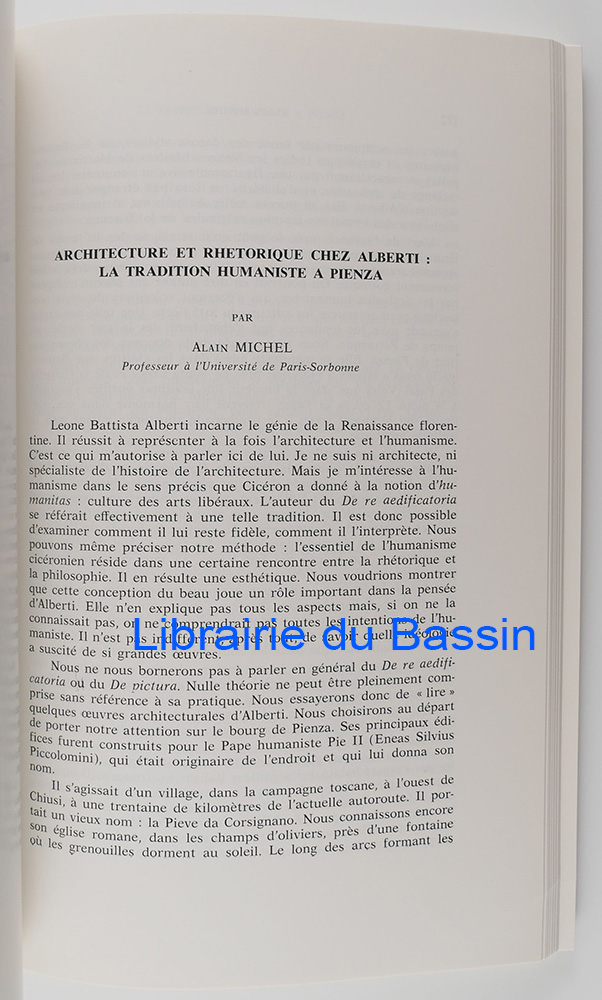 ARCHITECTURE ET RHETORIQUE CHEZ ALBERTI :
LA TRADITION HUMANISTE A PIENZA
PAR
ALAIN MICHEL
Professeur à l'Université de Paris-Sorbonne
Leone Battista Alberti incarne le génie de la Renaissance floren-
tine. Il réussit à représenter à la fois l'architecture et l'humanisme.
C'est ce qui m'autorise à parler ici de lui. Je ne suis ni architecte, ni
spécialiste de l'histoire de l'architecture. Mais je m'intéresse à l'hu-
manisme dans le sens précis que Cicéron a donné à la notion d'hu-
manitas : culture des arts libéraux. L'auteur du De re aedificatoria
se référait effectivement à une telle tradition. Il est donc possible
d'examiner comment il lui reste fidèle, comment il l'interprète. Nous
pouvons même préciser notre méthode : l'essentiel de l'humanisme
cicéronien réside dans une certaine rencontre entre la rhétorique et
la philosophie. Il en résulte une esthétique. Nous voudrions montrer
que cette conception du beau joue un rôle important dans la pensée
d'Alberti. Elle n'en explique pas tous les aspects mais, si on ne la
connaissait pas, on ne comprendrait pas toutes les intentions de l'hu-
maniste. Il n'est pas indifférent, après tout, de savoir quelle idéologie
a suscité de si grandes œuvres.
Librairie du Bassin
Nous ne nous bornerons pas à parler en général du De re aedifi-
catoria ou du De pictura. Nulle théorie ne peut être pleinement com-
prise sans référence à sa pratique. Nous essayerons donc de « lire »
quelques œuvres architecturales d'Alberti. Nous choisirons au départ
de porter notre attention sur le bourg de Pienza. Ses principaux édi-
fices furent construits pour le Pape humaniste Pie II (Eneas Silvius
Piccolomini), qui était originaire de l'endroit et qui lui donna son
nom.
Il s'agissait d'un village, dans la campagne toscane, à l'ouest de
Chiusi, à une trentaine de kilomètres de l'actuelle autoroute. Il por-
tait un vieux nom : la Pieve da Corsignano. Nous connaissons encore
son église romane, dans les champs d'oliviers, près d'une fontaine
où les grenouilles dorment au soleil. Le long des arcs formant les